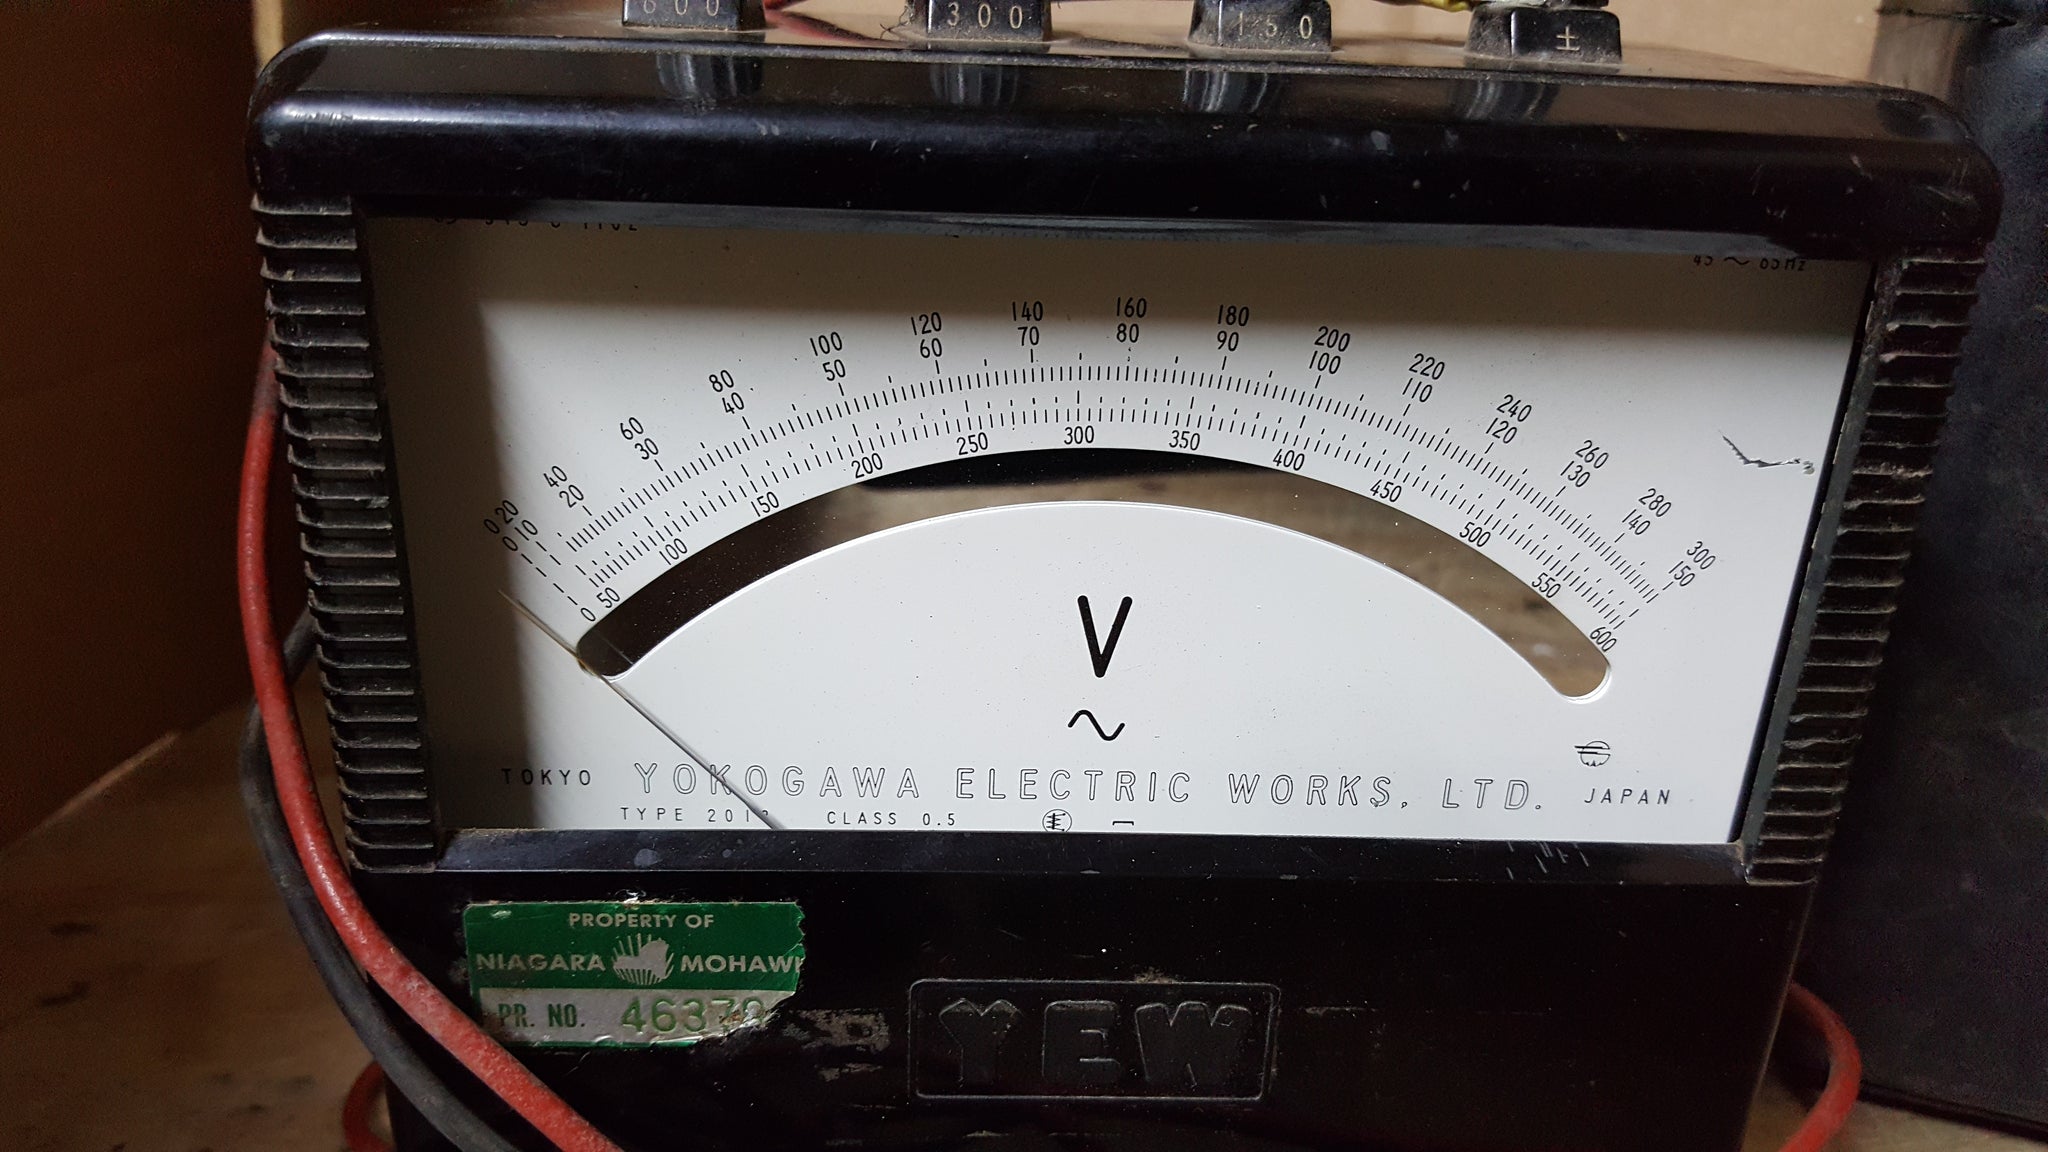 600 300 150 ±
0 20 40 60 80 100 120 140 160 180 200 220 240 260 280 300
0 10 20 30 40 50 60 70 80 90 100 110 120 130 140 150
0 50 100 150 200 250 300 350 400 450 500 550 600
V
TOKYO YOKOGAWA ELECTRIC WORKS, LTD. JAPAN
TYPE CLASS 0.5
PROPERTY OF
NIAGARA MOHAWK
PR. NO.
YEW